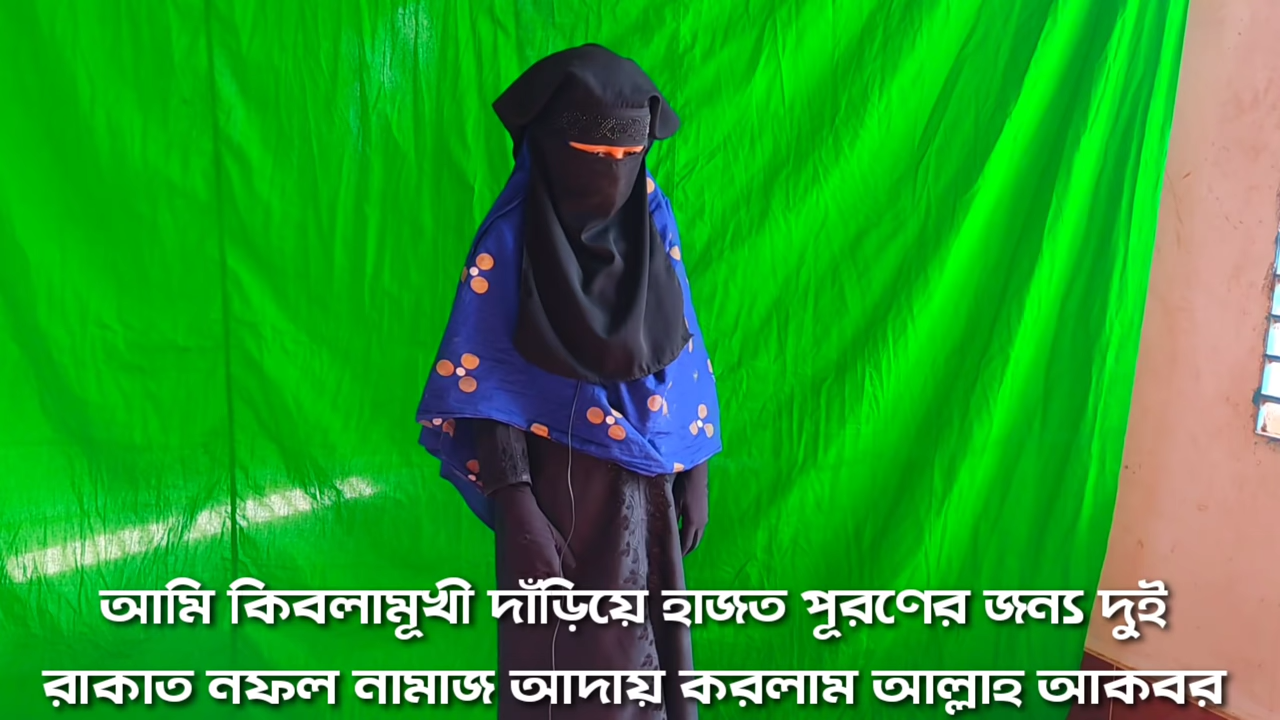 আমি কিবলামূখী দাঁড়িয়ে হাজত পূরণের জন্য দুই
রাকাত নফল নামাজ আদায় করলাম আল্লাহ আকবর